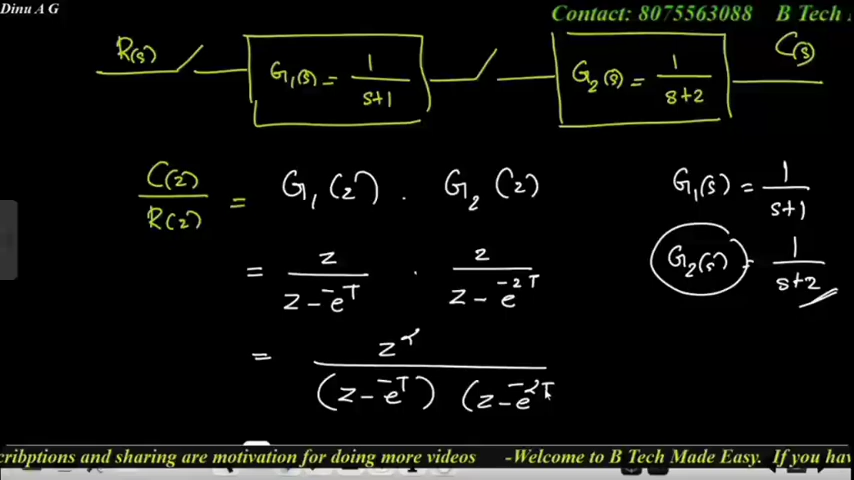 Dinu A G
Contact: 8075563088 B Tech
R(s) G₁(s) = 1/(s+1) G₂(s) = 1/(s+2) C(s)
C(z)/R(z) = G₁(z) . G₂(z)
G₁(s) = 1/(s+1)
= z/(z-e^-T) . z/(z-e^-2T)
G₂(s) = 1/(s+2)
= z²/(z-e^-T) (z-e^-2T
scribptions and sharing are motivation for doing more videos -Welcome to B Tech Made Easy. If you hav